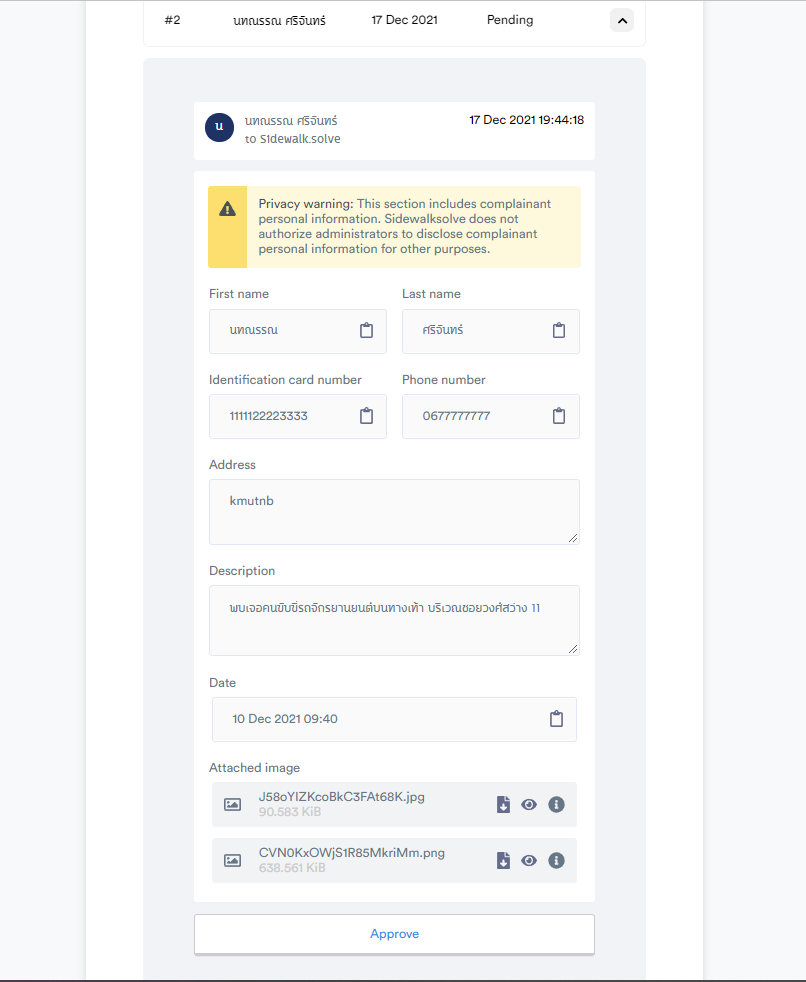 #2 นทณรรณ ศรีจันทร์ 17 Dec 2021 Pending
น
นทณรรณ ศรีจันทร์
17 Dec 2021 19:44:18
to S1dewalk.solve
Privacy warning: This section includes complainant
personal information. Sidewalksolve does not
authorize administrators to disclose complainant
personal information for other purposes.
First name Last name
นทณรรณ ศรีจันทร์
Identification card number Phone number
1111122223333 0677777777
Address
kmutnb
Description
พบเจอคนขับขี่รถจักรยานยนต์บนทางเท้า บริเวณซอยวงศ์สว่าง 11
Date
10 Dec 2021 09:40
Attached image
J58oYIZKcoBkC3FAt68K.jpg
90.583 KiB
CVN0KxOWjS1R85MkriMm.png
638.561 KiB
Approve